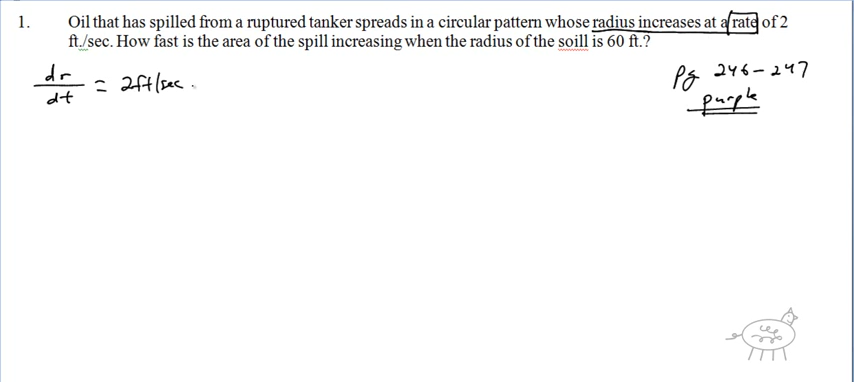 1. Oil that has spilled from a ruptured tanker spreads in a circular pattern whose radius increases at a rate of 2
ft./sec. How fast is the area of the spill increasing when the radius of the soill is 60 ft.?
dr/dt = 2ft/sec.
Pg 246-247
purple